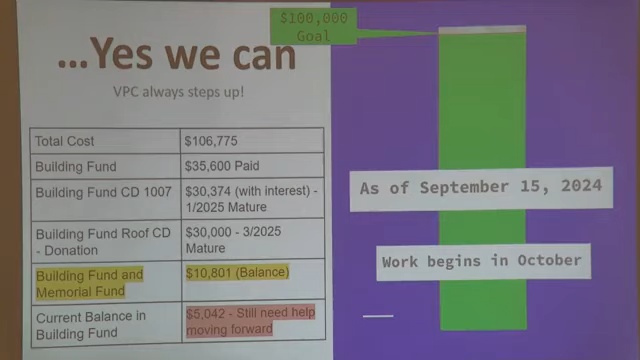 $100,000
Goal
...Yes we can
VPC always steps up!
Total Cost
$106,775
Building Fund
$35,600 Paid
Building Fund CD 1007
$30,374 (with interest) -
1/2025 Mature
Building Fund Roof CD
- Donation
$30,000 - 3/2025
Mature
Building Fund and
Memorial Fund
$10,801 (Balance)
Current Balance in
Building Fund
$5,042 - Still need help
moving forward
As of September 15, 2024
Work begins in October